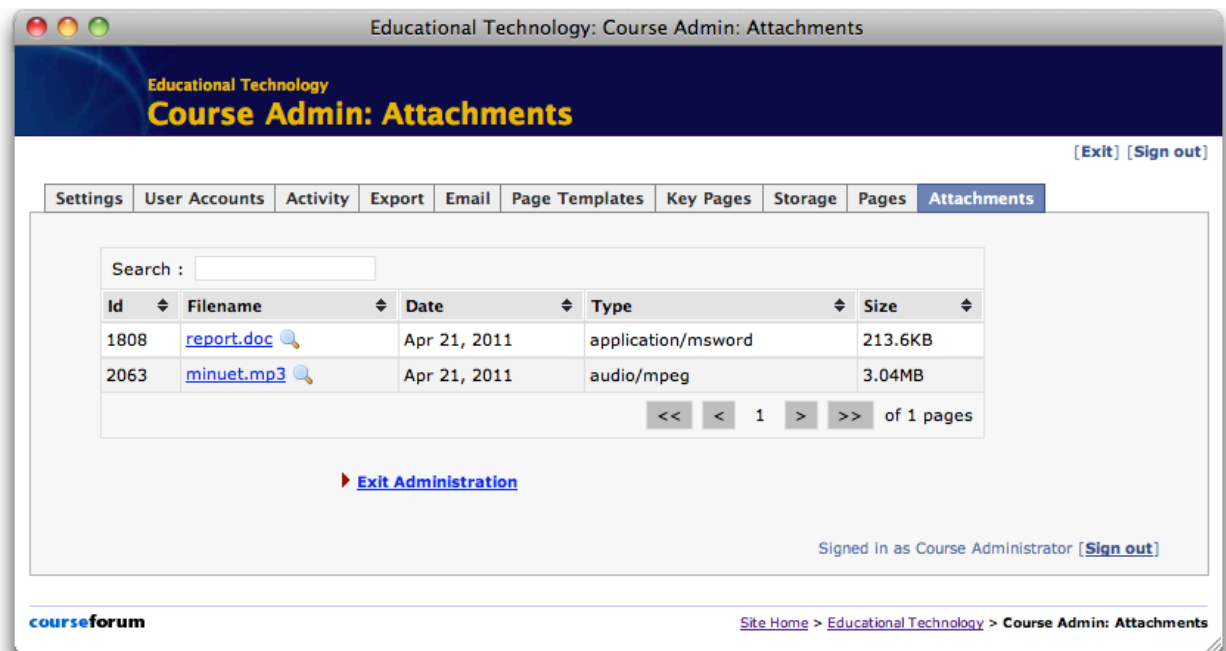 Educational Technology: Course Admin: Attachments
Educational Technology
Course Admin: Attachments
[Exit] [Sign out]
Settings User Accounts Activity Export Email Page Templates Key Pages Storage Pages Attachments
Search :
Id Filename Date Type Size
1808 report.doc Apr 21, 2011 application/msword 213.6KB
2063 minuet.mp3 Apr 21, 2011 audio/mpeg 3.04MB
<< < 1 > >> of 1 pages
Exit Administration
Signed in as Course Administrator [Sign out]
courseforum Site Home > Educational Technology > Course Admin: Attachments